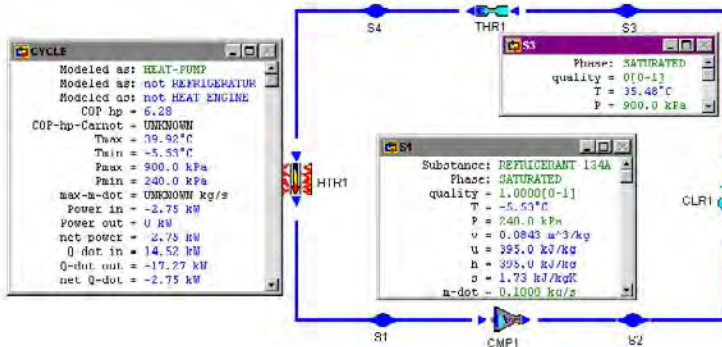 S4
THR1
S3
CYCLE
Modeled as: HEAT-PUMP
Modeled as: not REFRIGERATOR
Modeled as: not HEAT ENGINE
COP hp = 6.28
COP-hp-Carnot = UNKNOWN
Tmax = 39.92°C
Tmin = -5.53°C
Pmax = 900.0 kPa
Pmin = 240.0 kPa
max-m-dot = UNKNOWN kg/s
Power in = -2.75 kW
Power out = 0 kW
net power = -2.75 kW
Q-dot in = 14.52 kW
Q-dot out = -17.27 kW
net Q-dot = -2.75 kW
S3
Phase: SATURATED
quality = 0[0-1]
T = 35.48°C
P = 900.0 kPa
HTR1
S1
Substance: REFRIGERANT 134A
Phase: SATURATED
quality = 1.0000[0-1]
T = -5.53°C
P = 240.0 kPa
v = 0.0843 m^3/kg
u = 395.0 kJ/kg
h = 395.0 kJ/kg
s = 1.73 kJ/kgK
m-dot = 0.1000 kg/s
CLR1
S1
CMP1
S2